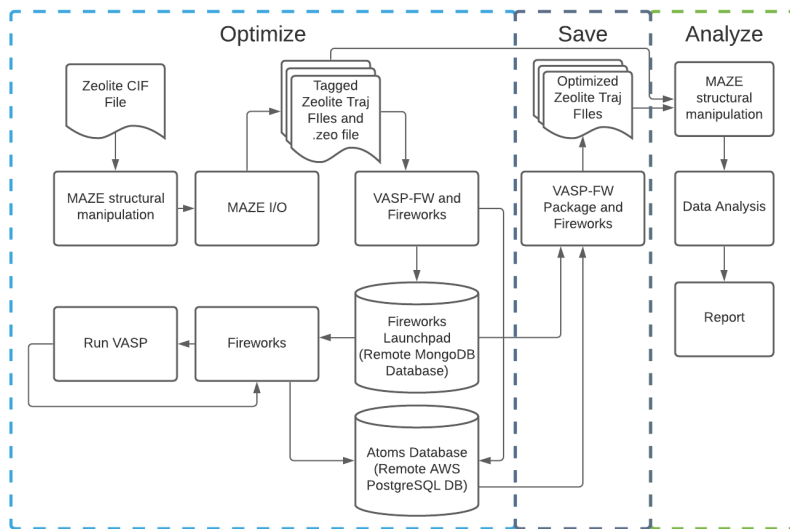 Optimize
Save
Analyze
Zeolite CIF
File
Tagged
Zeolite Traj
FIles and
.zeo file
Optimized
Zeolite Traj
FIles
MAZE
structural
manipulation
MAZE structural
manipulation
MAZE I/O
VASP-FW and
Fireworks
VASP-FW
Package and
Fireworks
Data Analysis
Run VASP
Fireworks
Fireworks
Launchpad
(Remote MongoDB
Database)
Report
Atoms Database
(Remote AWS
PostgreSQL DB)